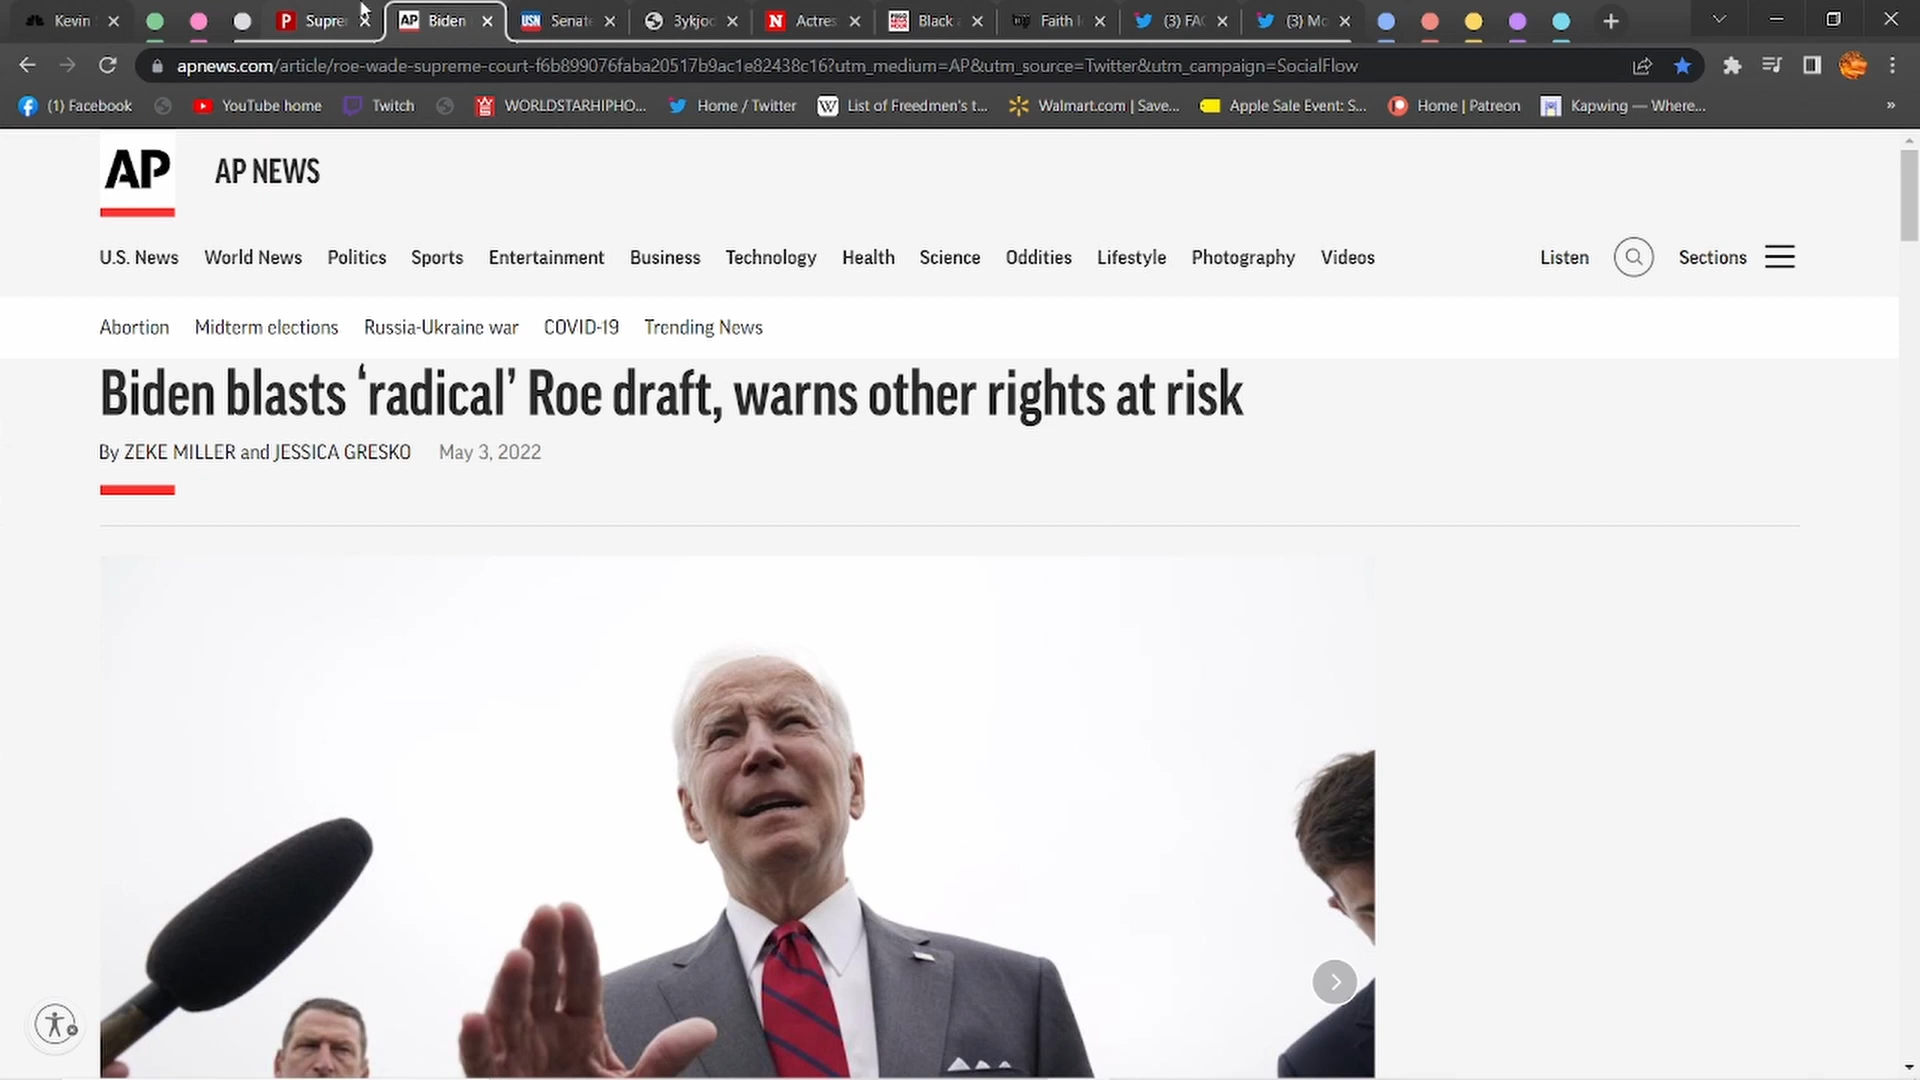 Kevin
Supre
AP Biden
USN Senate
3ykjoc
N Actres
Black
Faith
(3) FA
(3) Mo
apnews.com/article/roe-wade-supreme-court-f6b899076faba20517b9ac1e82438c16?utm_medium=AP&utm_source=Twitter&utm_campaign=SocialFlow
(1) Facebook
YouTube home
Twitch
WORLDSTARHIPHO...
Home / Twitter
W List of Freedmen's t...
Walmart.com | Save...
Apple Sale Event: S...
Home | Patreon
Kapwing — Where...
»
AP
AP NEWS
U.S. News World News Politics Sports Entertainment Business Technology Health Science Oddities Lifestyle Photography Videos Listen Sections
Abortion Midterm elections Russia-Ukraine war COVID-19 Trending News
Biden blasts ‘radical’ Roe draft, warns other rights at risk
By ZEKE MILLER and JESSICA GRESKO May 3, 2022